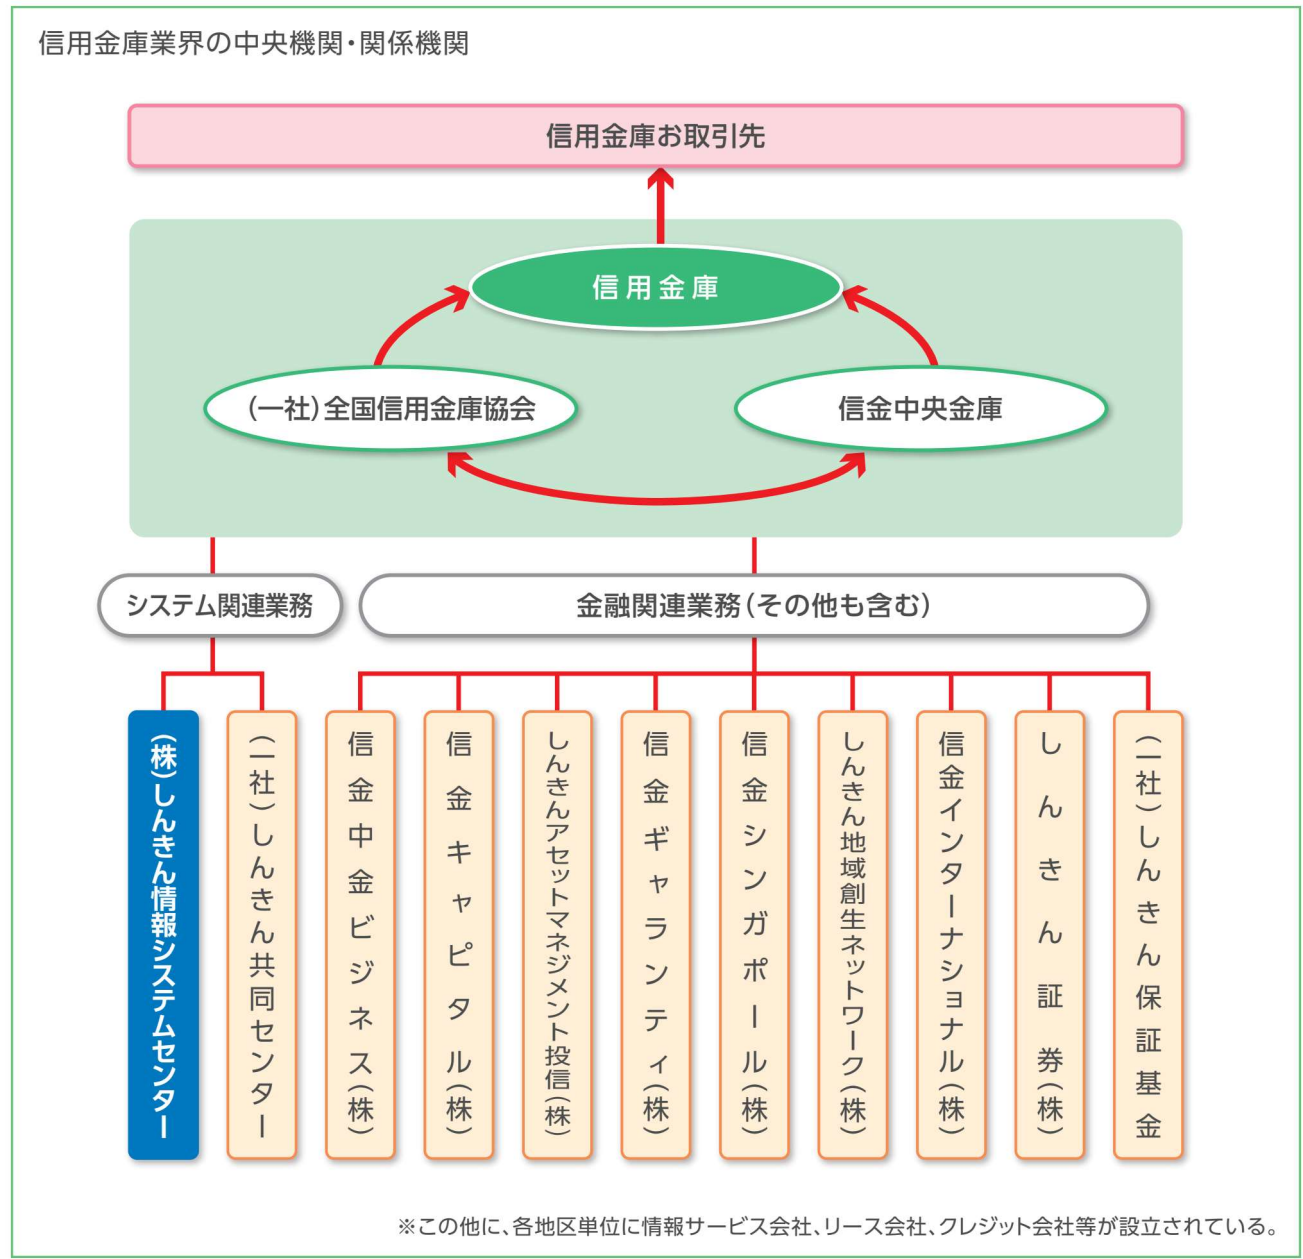 信用金庫業界の中央機関・関係機関
信用金庫お取引先
信用金庫
(一社)全国信用金庫協会
信金中央金庫
システム関連業務
金融関連業務(その他も含む)
(株)しんきん情報システムセンター
(一社)しんきん共同センター
信金中金ビジネス(株)
信金キャピタル(株)
しんきんアセットマネジメント投信(株)
信金ギャランティ(株)
信金シンガポール(株)
しんきん地域創生ネットワーク(株)
信金インターナショナル(株)
しんきん証券(株)
(一社)しんきん保証基金
※この他に、各地区単位に情報サービス会社、リース会社、クレジット会社等が設立されている。